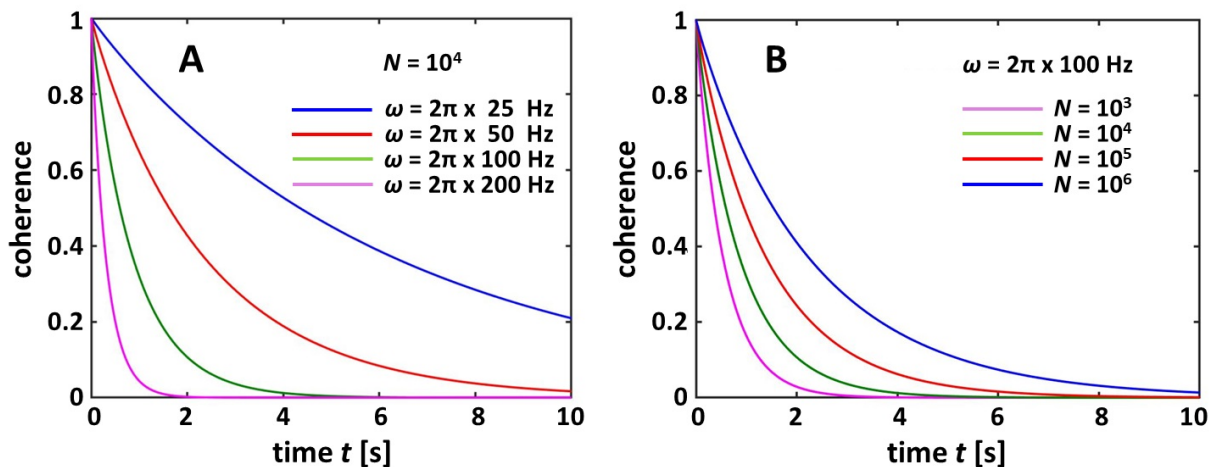 A
N = 10⁴
ω = 2π x 25 Hz
ω = 2π x 50 Hz
ω = 2π x 100 Hz
ω = 2π x 200 Hz
1
0.8
0.6
0.4
0.2
0
coherence
0 2 4 6 8 10
time t [s]
B
ω = 2π x 100 Hz
N = 10³
N = 10⁴
N = 10⁵
N = 10⁶
1
0.8
0.6
0.4
0.2
0
coherence
0 2 4 6 8 10
time t [s]